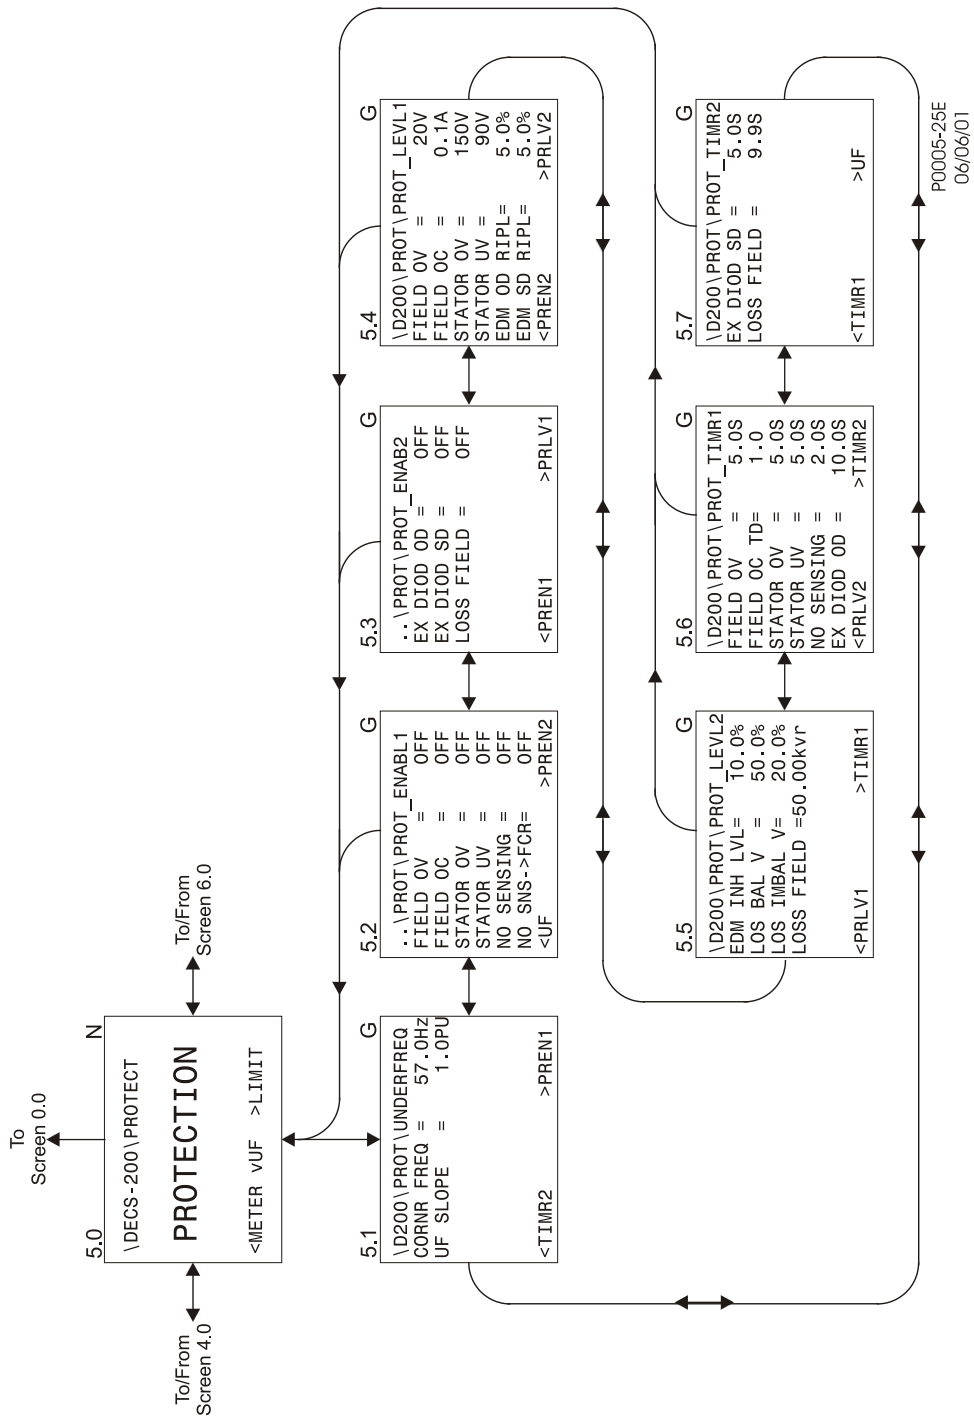 To
Screen 0.0
5.0 N
\DECS-200\PROTECT
PROTECTION
<METER vUF >LIMIT
To/From
Screen 4.0
To/From
Screen 6.0
5.1 G
\D200\PROT\UNDERFREQ
CORNR FREQ = 57.0Hz
UF SLOPE = 1.0PU
<TIMR2 >PREN1
5.2 G
..\PROT\PROT_ENABL1
FIELD OV = OFF
FIELD OC = OFF
STATOR OV = OFF
STATOR UV = OFF
NO SENSING = OFF
NO SNS->FCR= OFF
<UF >PREN2
5.3 G
..\PROT\PROT_ENAB2
EX DIOD OD = OFF
EX DIOD SD = OFF
LOSS FIELD = OFF
<PREN1 >PRLV1
5.4 G
\D200\PROT\PROT_LEVL1
FIELD OV = 20V
FIELD OC = 0.1A
STATOR OV = 150V
STATOR UV = 90V
EDM OD RIPL= 5.0%
EDM SD RIPL= 5.0%
<PREN2 >PRLV2
5.5 G
\D200\PROT\PROT_LEVL2
EDM INH LVL= 10.0%
LOS BAL V = 50.0%
LOS IMBAL V= 20.0%
LOSS FIELD =50.00kvr
<PRLV1 >TIMR1
5.6 G
\D200\PROT\PROT_TIMR1
FIELD OV = 5.0S
FIELD OC TD= 1.0
STATOR OV = 5.0S
STATOR UV = 5.0S
NO SENSING = 2.0S
EX DIOD OD = 10.0S
<PRLV2 >TIMR2
5.7 G
\D200\PROT\PROT_TIMR2
EX DIOD SD = 5.0S
LOSS FIELD = 9.9S
<TIMR1 >UF
P0005-25E
06/06/01